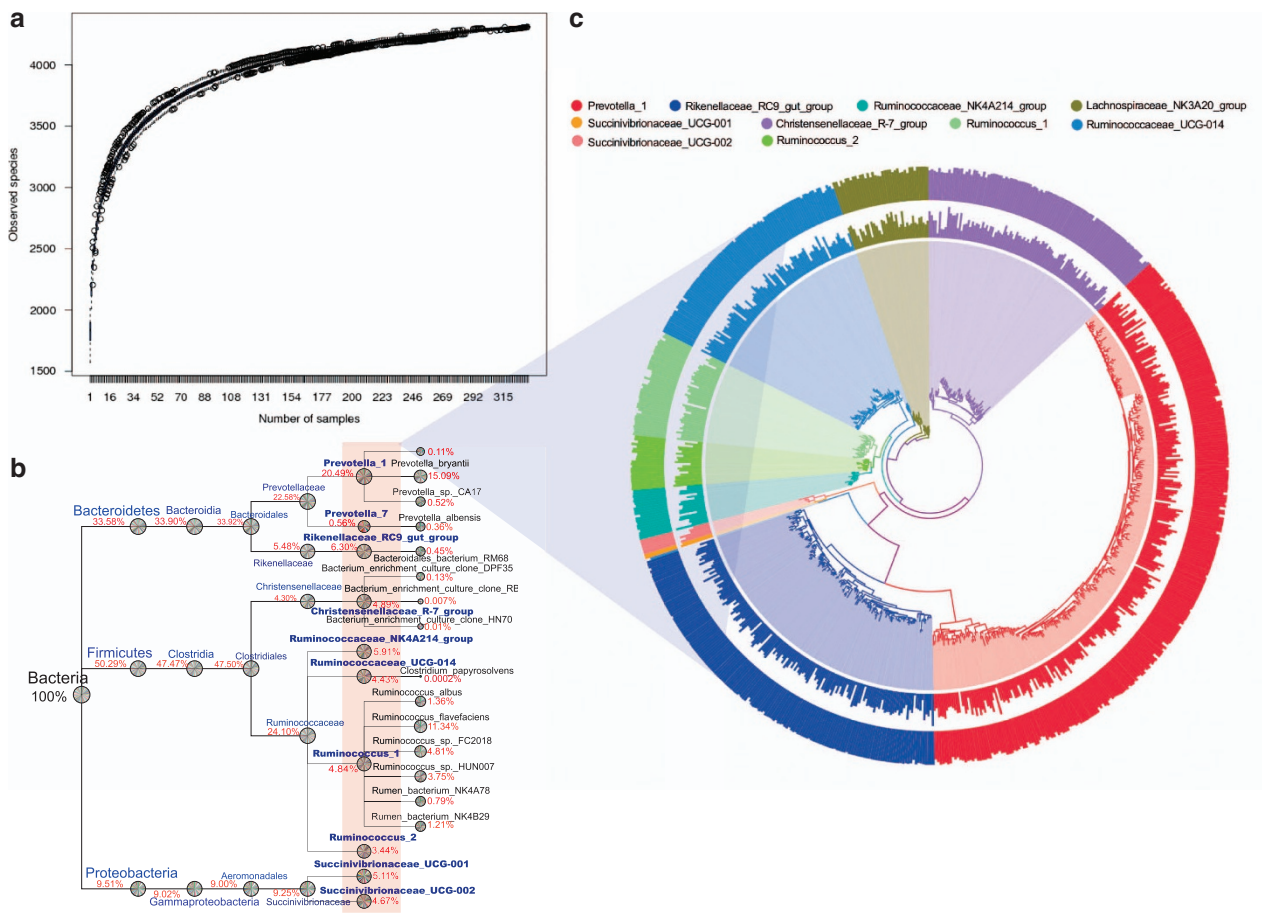 a
Observed species
4000
3500
3000
2500
2000
1500
1 16 34 52 70 88 108 131 154 177 200 223 246 269 292 315
Number of samples
c
Prevotella_1 Rikenellaceae_RC9_gut_group Ruminoccaceae_NK4A214_group Lachnospiraceae_NK3A20_group
Succinivibrionaceae_UCG-001 Christensenellaceae_R-7_group Ruminococcus_1 Ruminococcaceae_UCG-014
Succinivibrionaceae_UCG-002 Ruminococcus_2
b
Bacteria
100%
Bacteroidetes
33.58%
Bacteroidia
33.90%
Bacteroidales
33.92%
Prevotellaceae
22.58%
Prevotella_1
20.49%
0.11%
Prevotella_bryantii
15.09%
Prevotella_sp._CA17
0.52%
Prevotella_7
0.56%
Prevotella_albensis
0.36%
Rikenellaceae
5.48%
Rikenellaceae_RC9_gut_group
6.30%
0.45%
Bacteroidales_bacterium_RM68
Firmicutes
50.29%
Clostridia
47.47%
Clostridiales
47.50%
Christensenellaceae
4.30%
Bacterium_enrichment_culture_clone_DPF35
0.13%
Bacterium_enrichment_culture_clone_RE
0.007%
4.89%
Christensenellaceae_R-7_group
Bacterium_enrichment_culture_clone_HN70
0.01%
Ruminococcaceae
24.10%
Ruminoccaceae_NK4A214_group
5.91%
Ruminococcaceae_UCG-014
4.43%
Clostridium_papyrosolvens
0.0002%
Ruminococcus_albus
1.36%
Ruminococcus_flavefaciens
11.34%
Ruminococcus_sp._FC2018
4.81%
Ruminococcus_1
4.84%
Ruminococcus_sp._HUN007
3.75%
Rumen_bacterium_NK4A78
0.79%
Rumen_bacterium_NK4B29
1.21%
Ruminococcus_2
3.44%
Proteobacteria
9.51%
9.02%
Gammaproteobacteria
Aeromonadales
9.00%
9.25%
Succinivibrionaceae
Succinivibrionaceae_UCG-001
5.11%
Succinivibrionaceae_UCG-002
4.67%